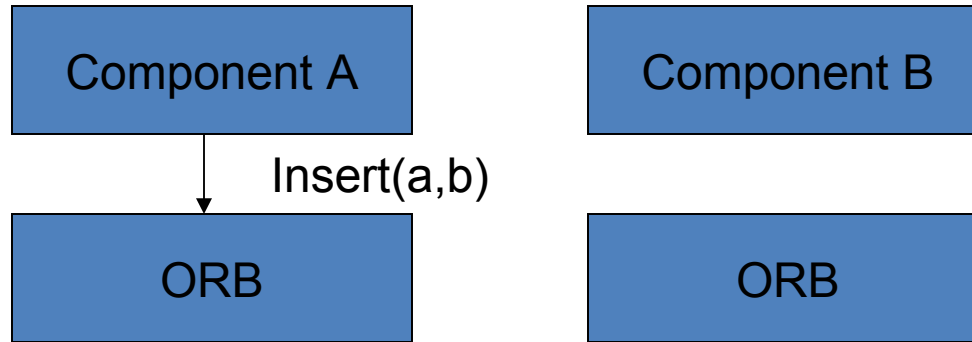 Component A
Component B
Insert(a,b)
ORB
ORB